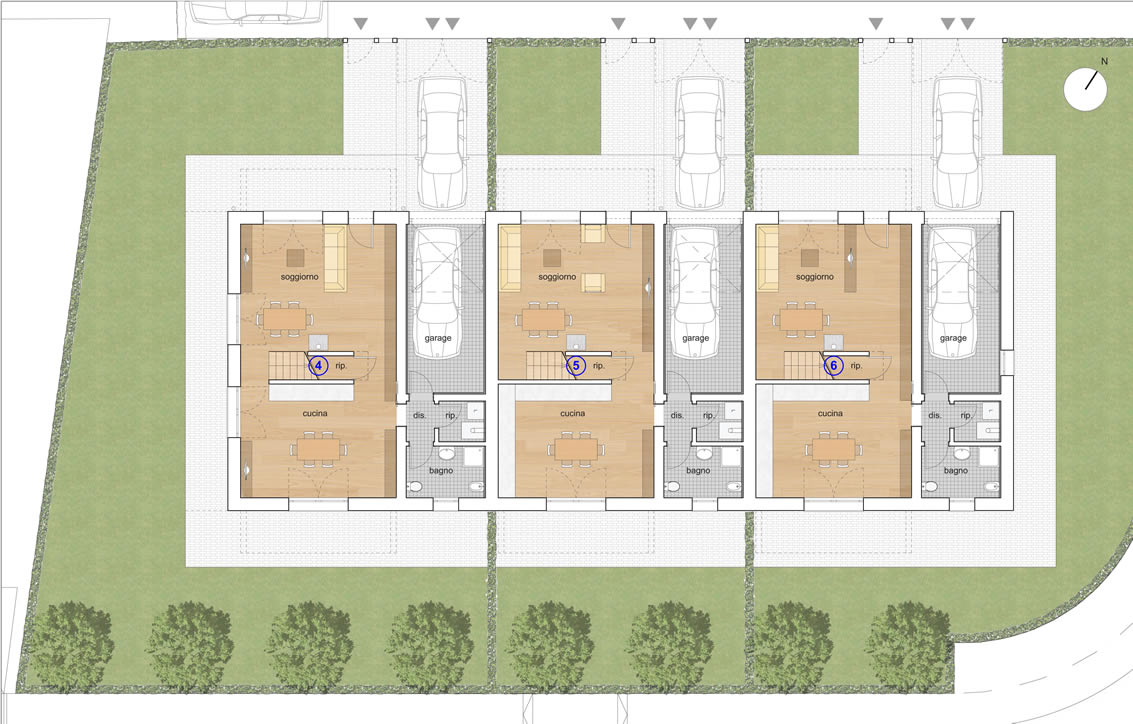 N
soggiorno
soggiorno
soggiorno
garage
garage
garage
4 rip.
5 rip.
6 rip.
cucina
dis.
rip.
cucina
dis.
rip.
cucina
dis.
rip.
bagno
bagno
bagno